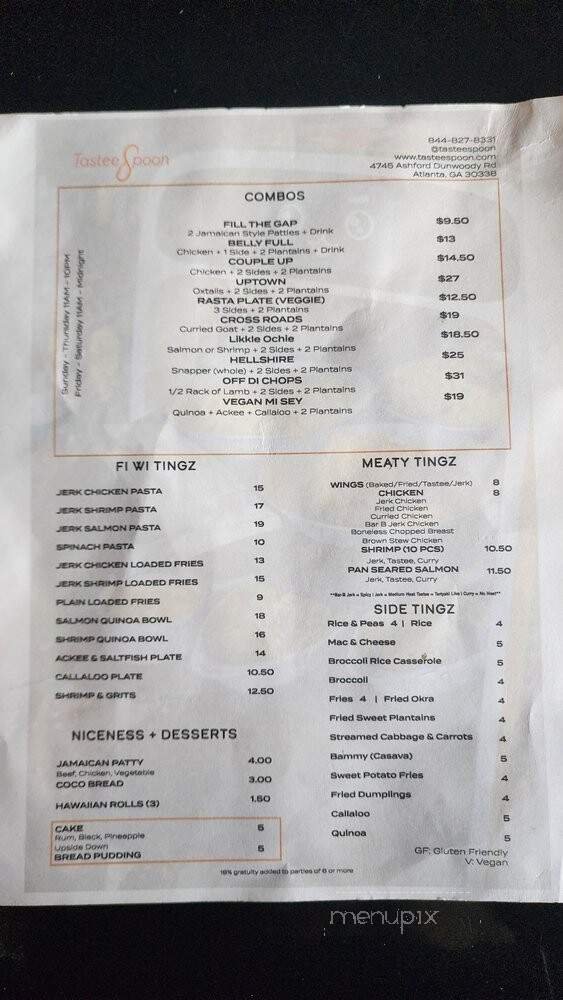 Tastee Spoon
844-827-8331
@tasteespoon
www.tasteespoon.com
4745 Ashford Dunwoody Rd
Atlanta, GA 30338
Sunday - Thursday 11AM - 10PM
Friday - Saturday 11AM - Midnight
COMBOS
FILL THE GAP $9.50
2 Jamaican Style Patties + Drink
BELLY FULL $13
Chicken + 1 Side + 2 Plantains + Drink
COUPLE UP $14.50
Chicken + 2 Sides + 2 Plantains
UPTOWN $27
Oxtails + 2 Sides + 2 Plantains
RASTA PLATE (VEGGIE) $12.50
3 Sides + 2 Plantains
CROSS ROADS $19
Curried Goat + 2 Sides + 2 Plantains
Likkle Ochie $18.50
Salmon or Shrimp + 2 Sides + 2 Plantains
HELLSHIRE $25
Snapper (whole) + 2 Sides + 2 Plantains
OFF DI CHOPS $31
1/2 Rack of Lamb + 2 Sides + 2 Plantains
VEGAN MI SEY $19
Quinoa + Ackee + Callaloo + 2 Plantains
FI WI TINGZ
JERK CHICKEN PASTA 15
JERK SHRIMP PASTA 17
JERK SALMON PASTA 19
SPINACH PASTA 10
JERK CHICKEN LOADED FRIES 13
JERK SHRIMP LOADED FRIES 15
PLAIN LOADED FRIES 9
SALMON QUINOA BOWL 18
SHRIMP QUINOA BOWL 16
ACKEE & SALTFISH PLATE 14
CALLALOO PLATE 10.50
SHRIMP & GRITS 12.50
NICENESS + DESSERTS
JAMAICAN PATTY 4.00
Beef, Chicken, Vegetable
COCO BREAD 3.00
HAWAIIAN ROLLS (3) 1.50
CAKE 5
Rum, Black, Pineapple
Upside Down
BREAD PUDDING 5
MEATY TINGZ
WINGS (Baked/Fried/Tastee/Jerk) 8
CHICKEN 8
Jerk Chicken
Fried Chicken
Curried Chicken
Bar B Jerk Chicken
Boneless Chopped Breast
Brown Stew Chicken
SHRIMP (10 PCS) 10.50
Jerk, Tastee, Curry
PAN SEARED SALMON 11.50
Jerk, Tastee, Curry
**Bar-B Jerk = Spicy | Jerk = Medium Heat Tastee = Teriyaki Like | Curry = No Heat**
SIDE TINGZ
Rice & Peas 4 | Rice 4
Mac & Cheese 5
Broccoli Rice Casserole 5
Broccoli 4
Fries 4 | Fried Okra 4
Fried Sweet Plantains 4
Streamed Cabbage & Carrots 4
Bammy (Casava) 5
Sweet Potato Fries 4
Fried Dumplings 4
Callaloo 5
Quinoa 5
GF: Gluten Friendly
V: Vegan
18% gratuity added to parties of 6 or more
menupix